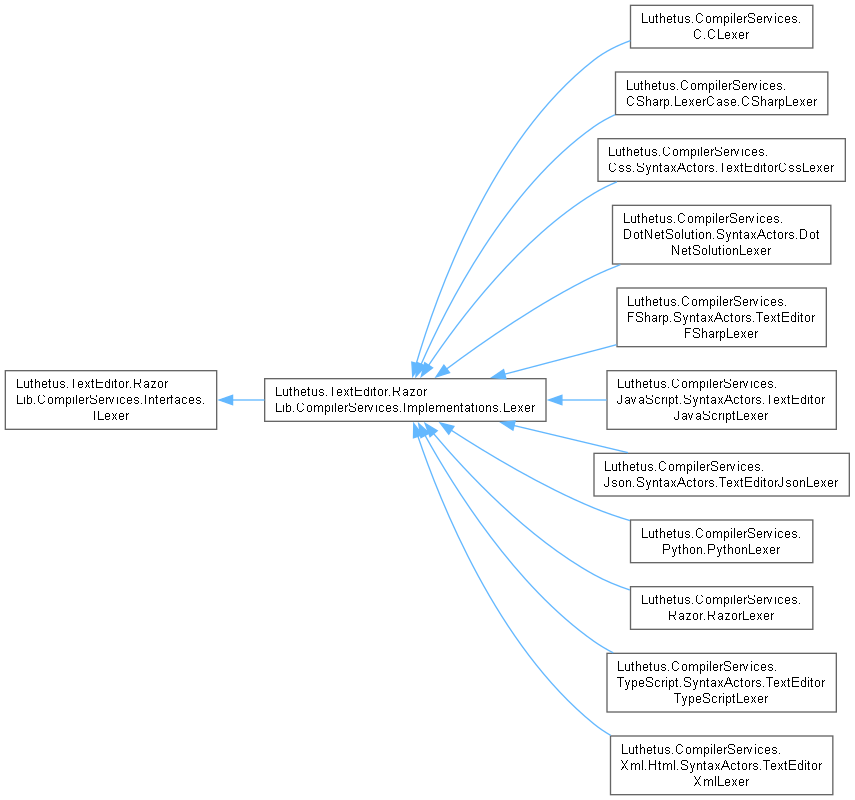 Luthetus.CompilerServices.
C.CLexer
Luthetus.CompilerServices.
CSharp.LexerCase.CSharpLexer
Luthetus.CompilerServices.
Css.SyntaxActors.TextEditorCssLexer
Luthetus.CompilerServices.
DotNetSolution.SyntaxActors.Dot
NetSolutionLexer
Luthetus.CompilerServices.
FSharp.SyntaxActors.TextEditor
FSharpLexer
Luthetus.TextEditor.Razor
Lib.CompilerServices.Interfaces.
ILexer
Luthetus.TextEditor.Razor
Lib.CompilerServices.Implementations.Lexer
Luthetus.CompilerServices.
JavaScript.SyntaxActors.TextEditor
JavaScriptLexer
Luthetus.CompilerServices.
Json.SyntaxActors.TextEditorJsonLexer
Luthetus.CompilerServices.
Python.PythonLexer
Luthetus.CompilerServices.
Razor.RazorLexer
Luthetus.CompilerServices.
TypeScript.SyntaxActors.TextEditor
TypeScriptLexer
Luthetus.CompilerServices.
Xml.Html.SyntaxActors.TextEditor
XmlLexer